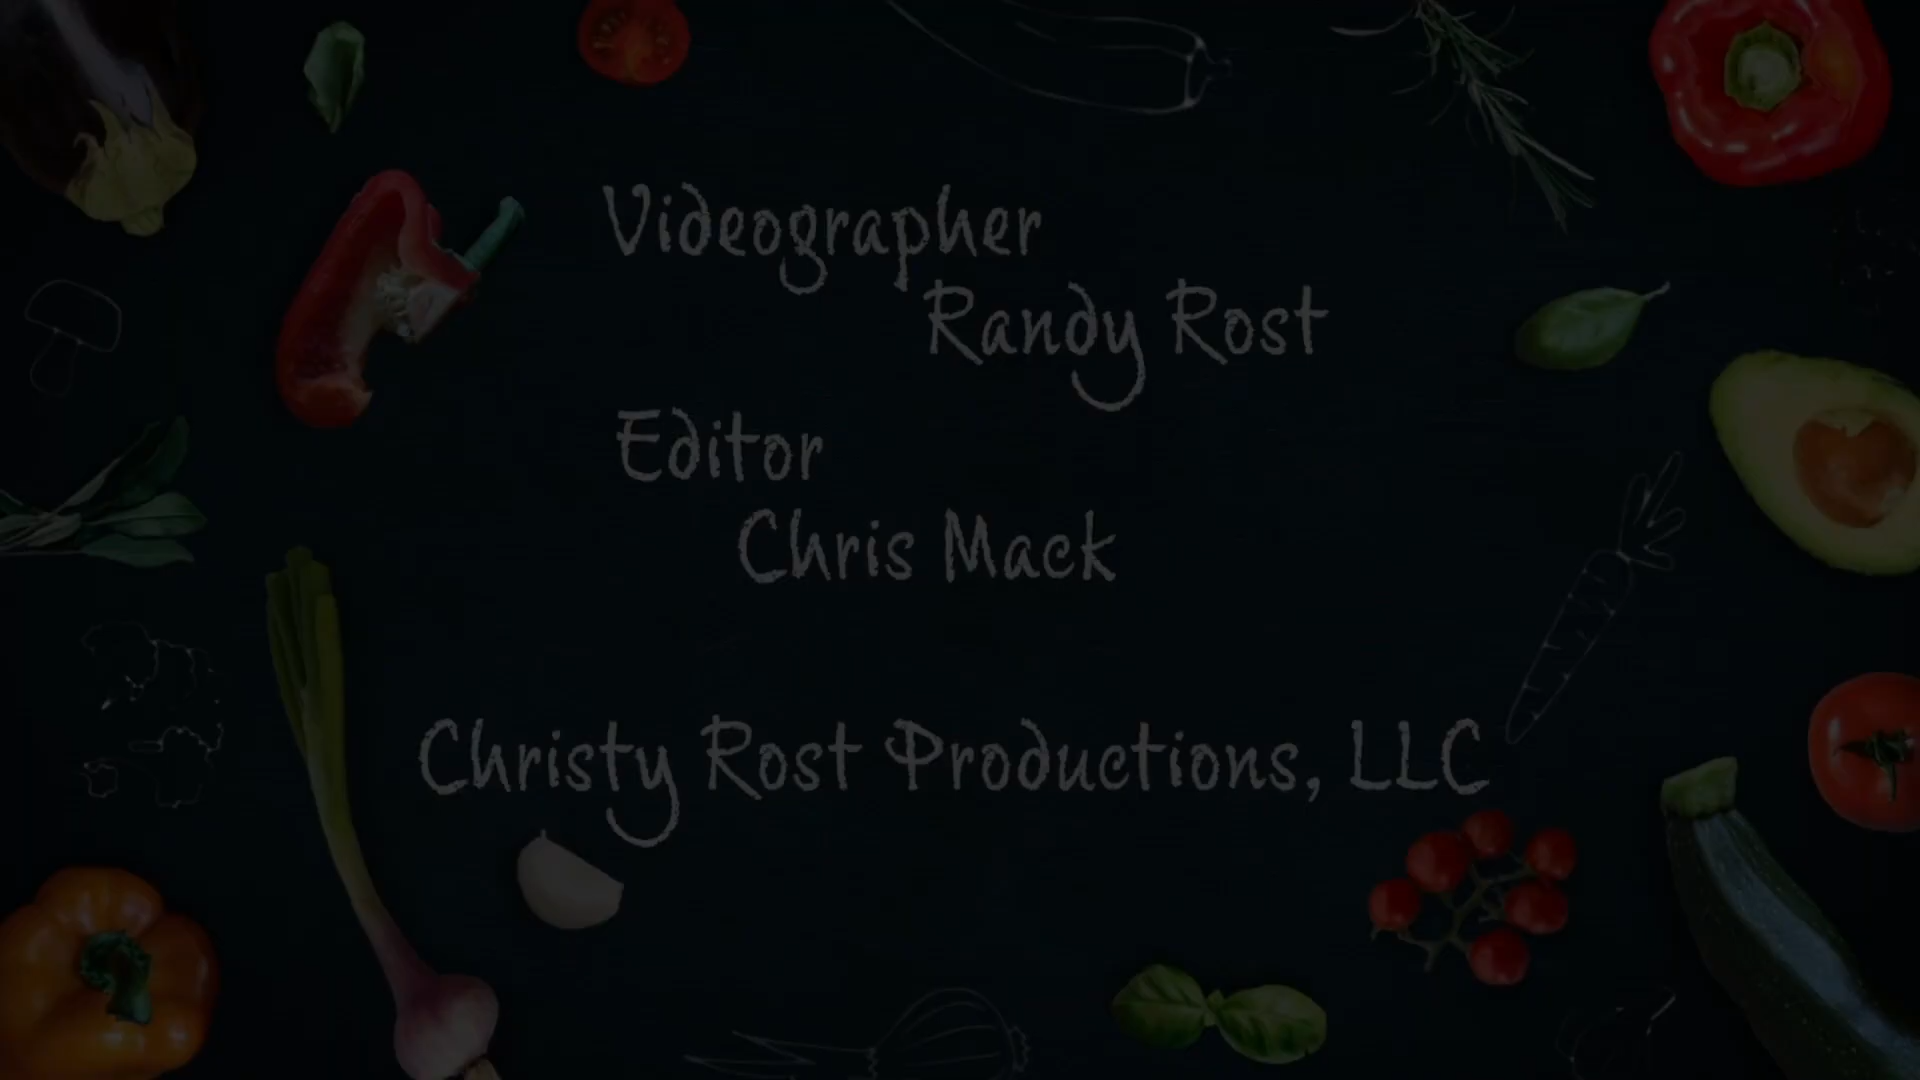 Videographer
Randy Rost
Editor
Chris Mack
Christy Rost Productions, LLC